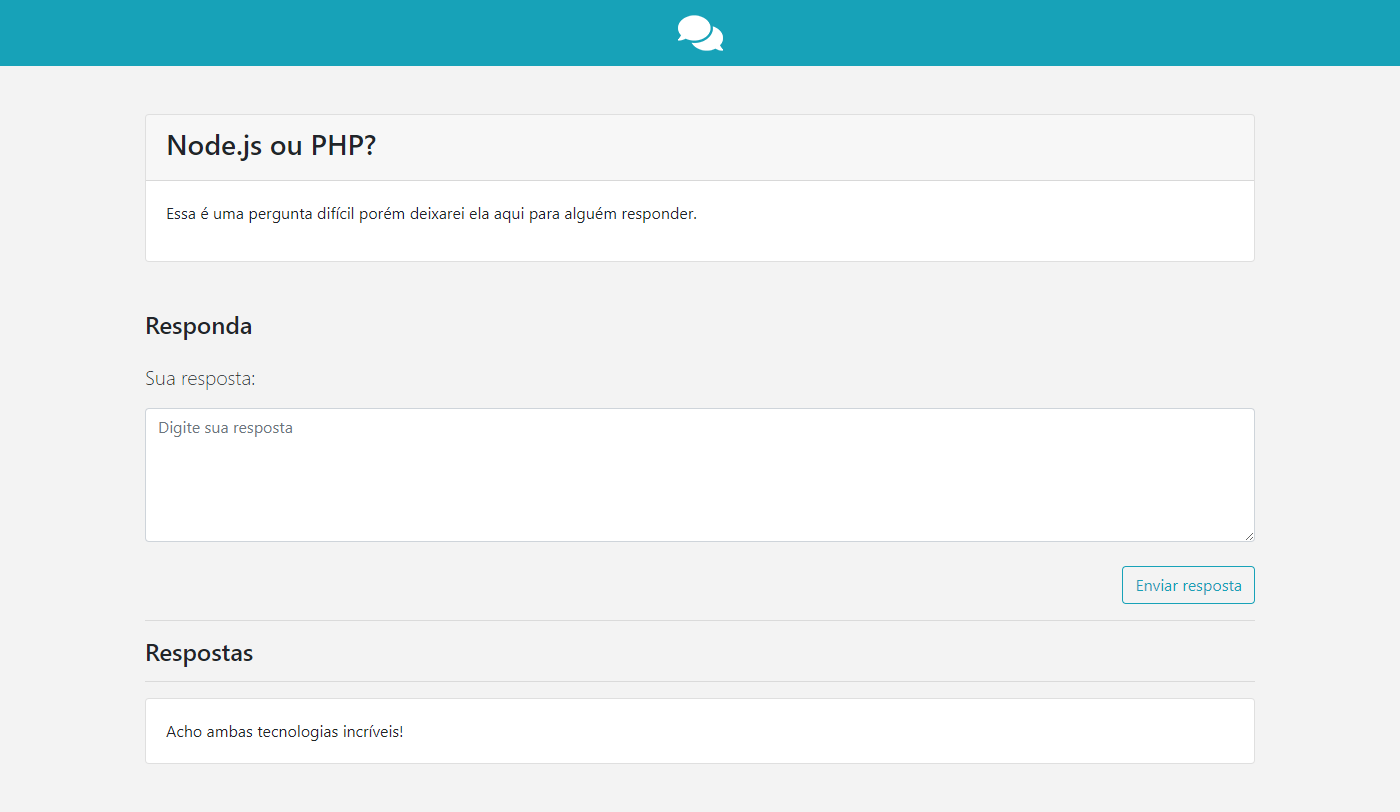 Node.js ou PHP?
Essa é uma pergunta difícil porém deixarei ela aqui para alguém responder.
Responda
Sua resposta:
Digite sua resposta
Enviar resposta
Respostas
Acho ambas tecnologias incríveis!